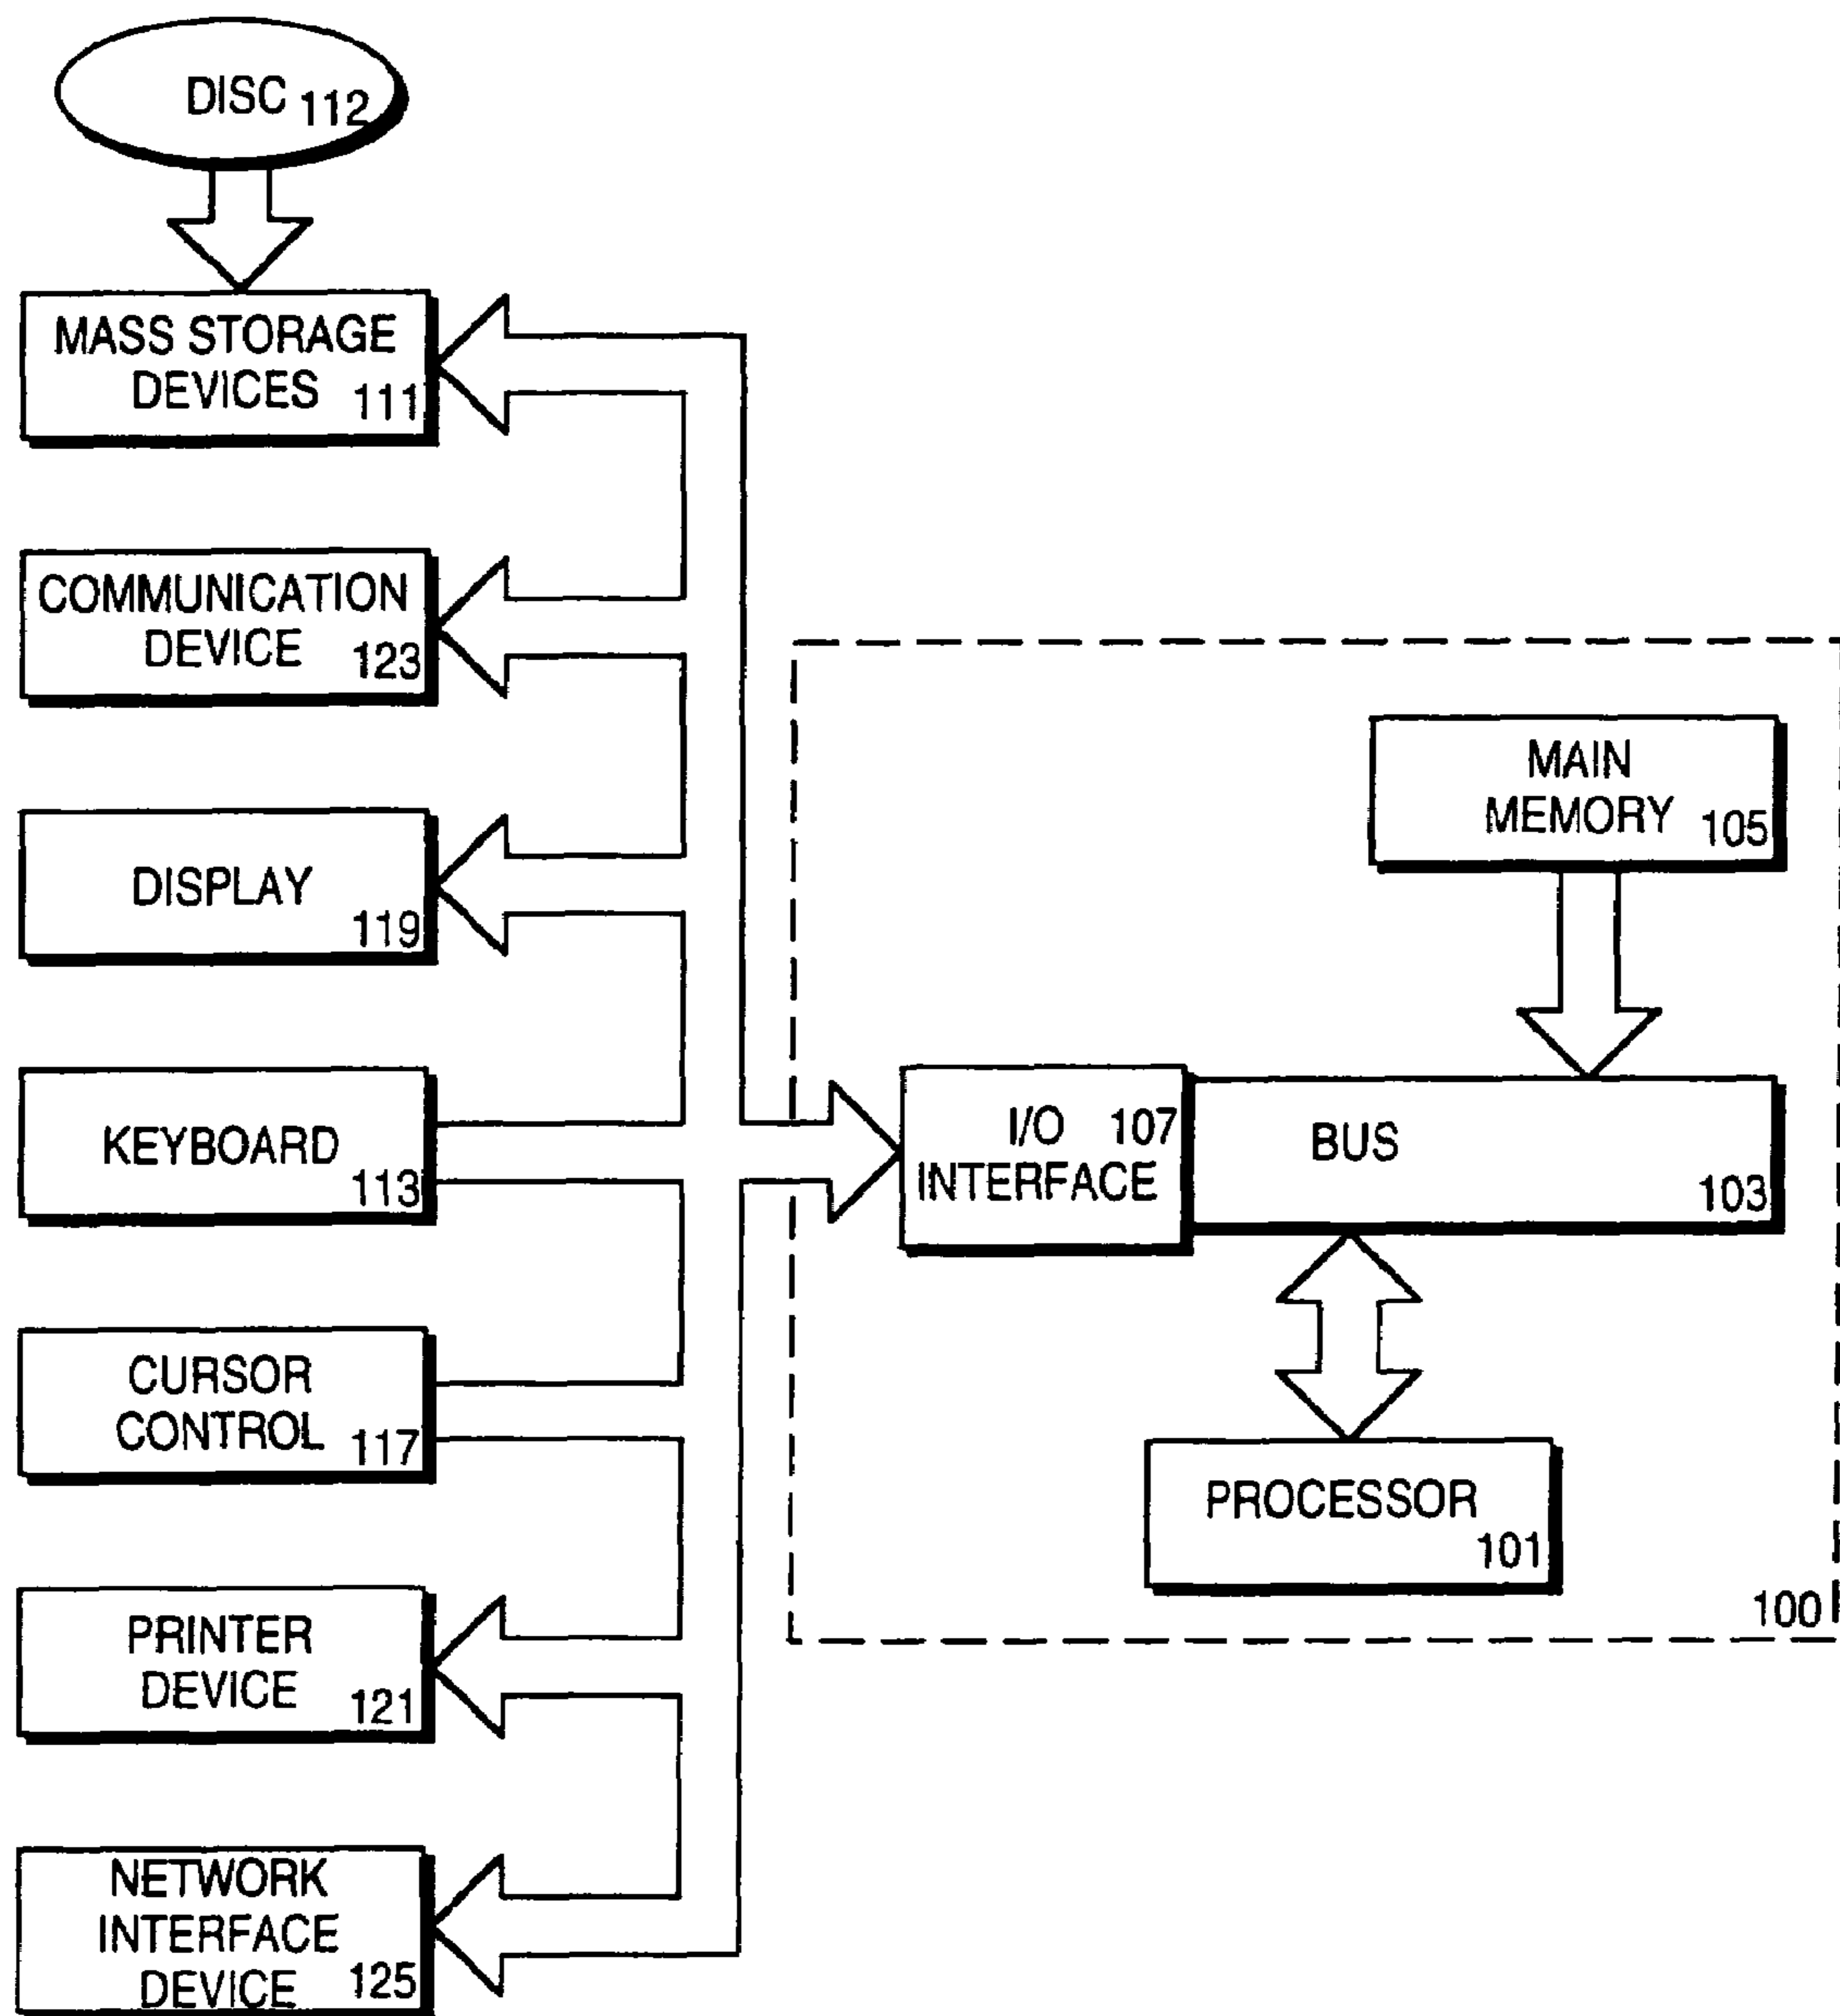 DISC 112
MASS STORAGE
DEVICES 111
COMMUNICATION
DEVICE 123
DISPLAY
119
KEYBOARD
113
CURSOR
CONTROL 117
PRINTER
DEVICE 121
NETWORK
INTERFACE
DEVICE 125
MAIN
MEMORY 105
I/O 107
INTERFACE
BUS
103
PROCESSOR
101
100